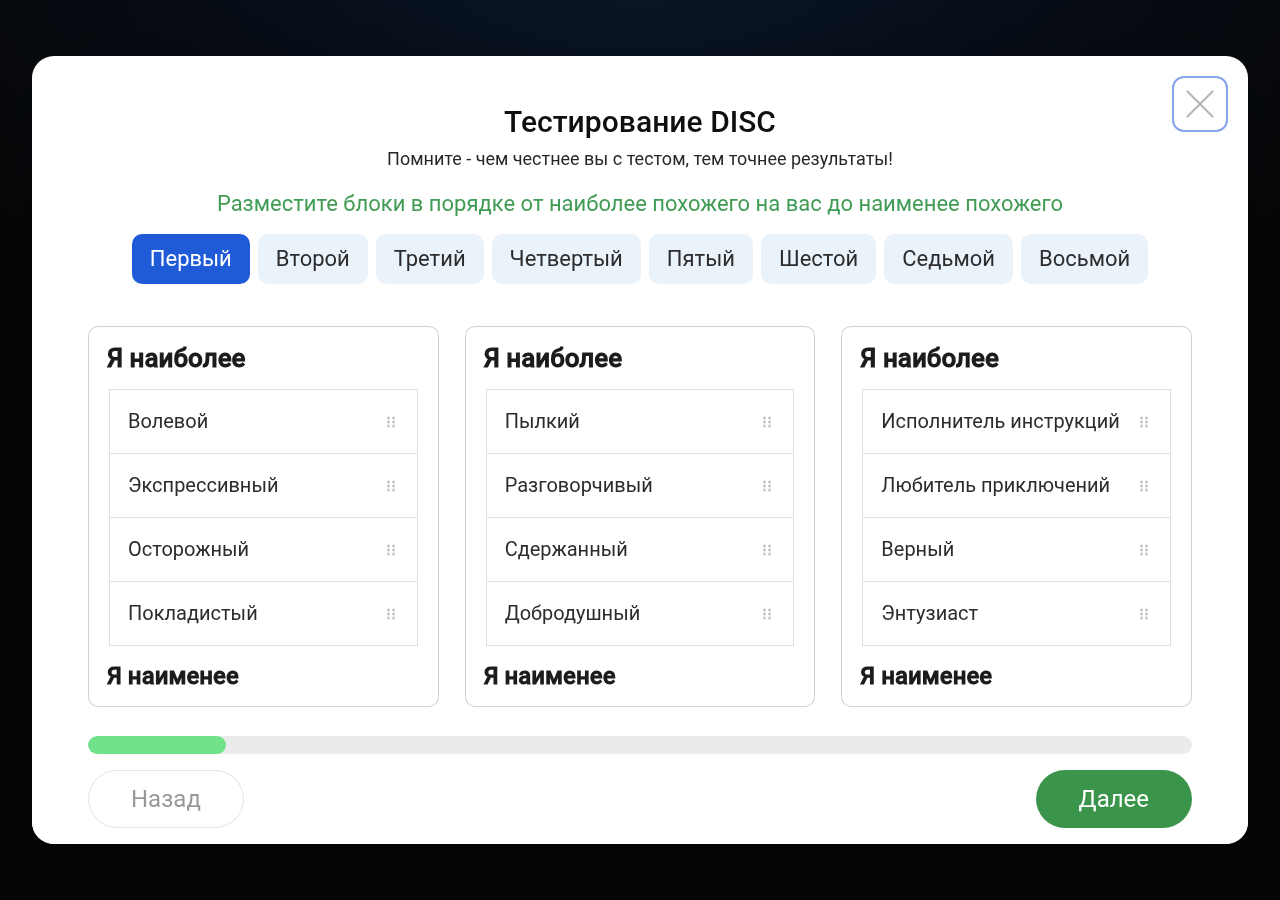 Тестирование DISC
Помните - чем честнее вы с тестом, тем точнее результаты!
Разместите блоки в порядке от наиболее похожего на вас до наименее похожего
Первый
Второй
Третий
Четвертый
Пятый
Шестой
Седьмой
Восьмой
Я наиболее
Волевой
Экспрессивный
Осторожный
Покладистый
Я наименее
Я наиболее
Пылкий
Разговорчивый
Сдержанный
Добродушный
Я наименее
Я наиболее
Исполнитель инструкций
Любитель приключений
Верный
Энтузиаст
Я наименее
Назад
Далее